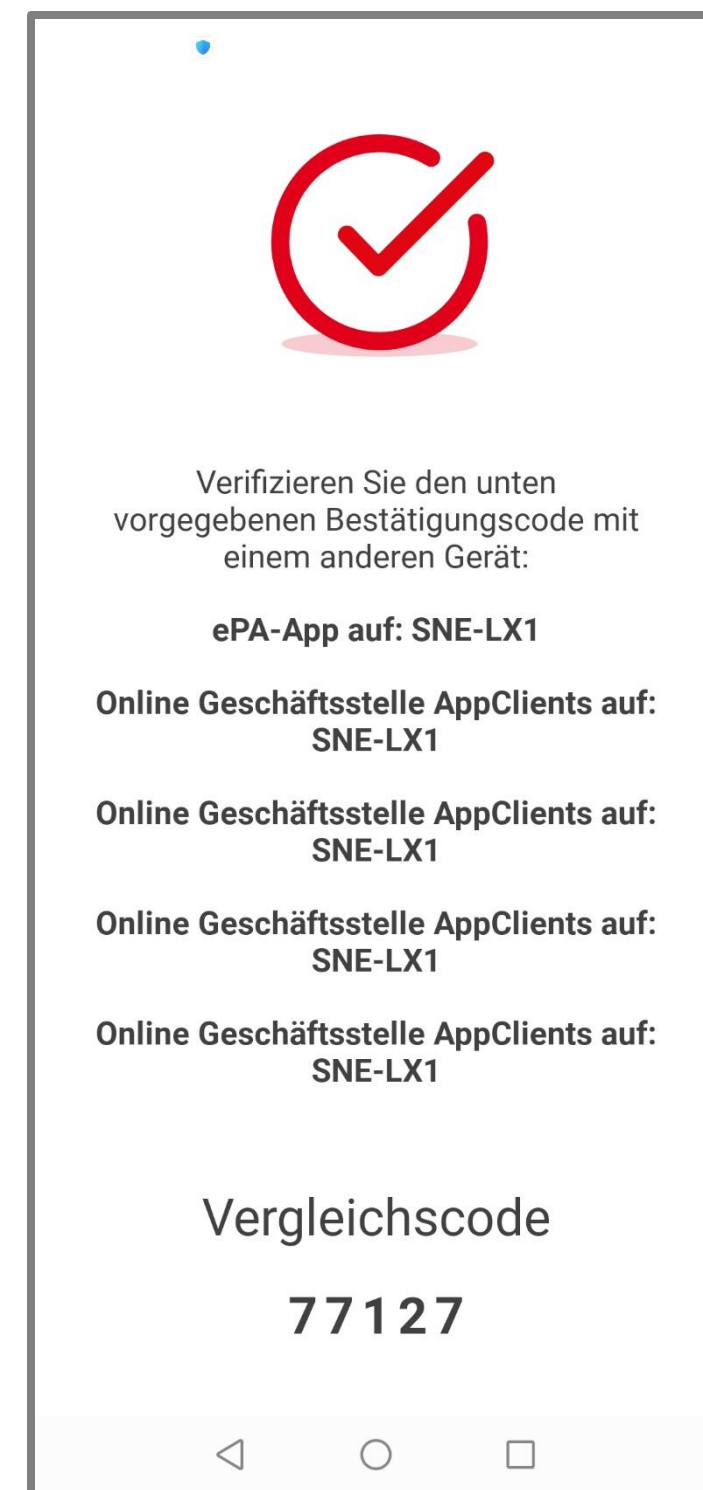 Verifizieren Sie den unten
vorgegebenen Bestätigungscode mit
einem anderen Gerät:
ePA-App auf: SNE-LX1
Online Geschäftsstelle AppClients auf:
SNE-LX1
Online Geschäftsstelle AppClients auf:
SNE-LX1
Online Geschäftsstelle AppClients auf:
SNE-LX1
Online Geschäftsstelle AppClients auf:
SNE-LX1
Vergleichscode
77127